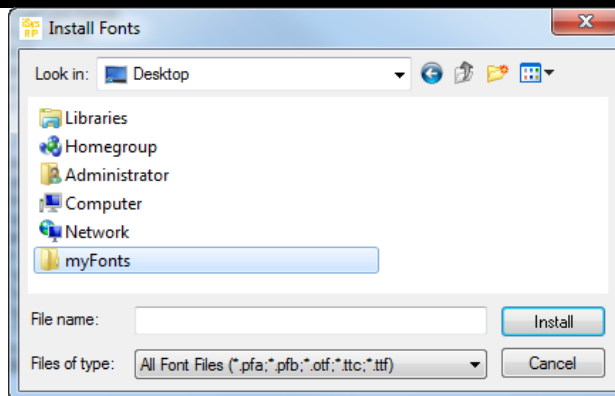 Install Fonts
Look in: Desktop
Libraries
Homegroup
Administrator
Computer
Network
myFonts
File name: Install
Files of type: All Font Files (*.pfa;*.pfb;*.otf;*.ttc;*.ttf) Cancel